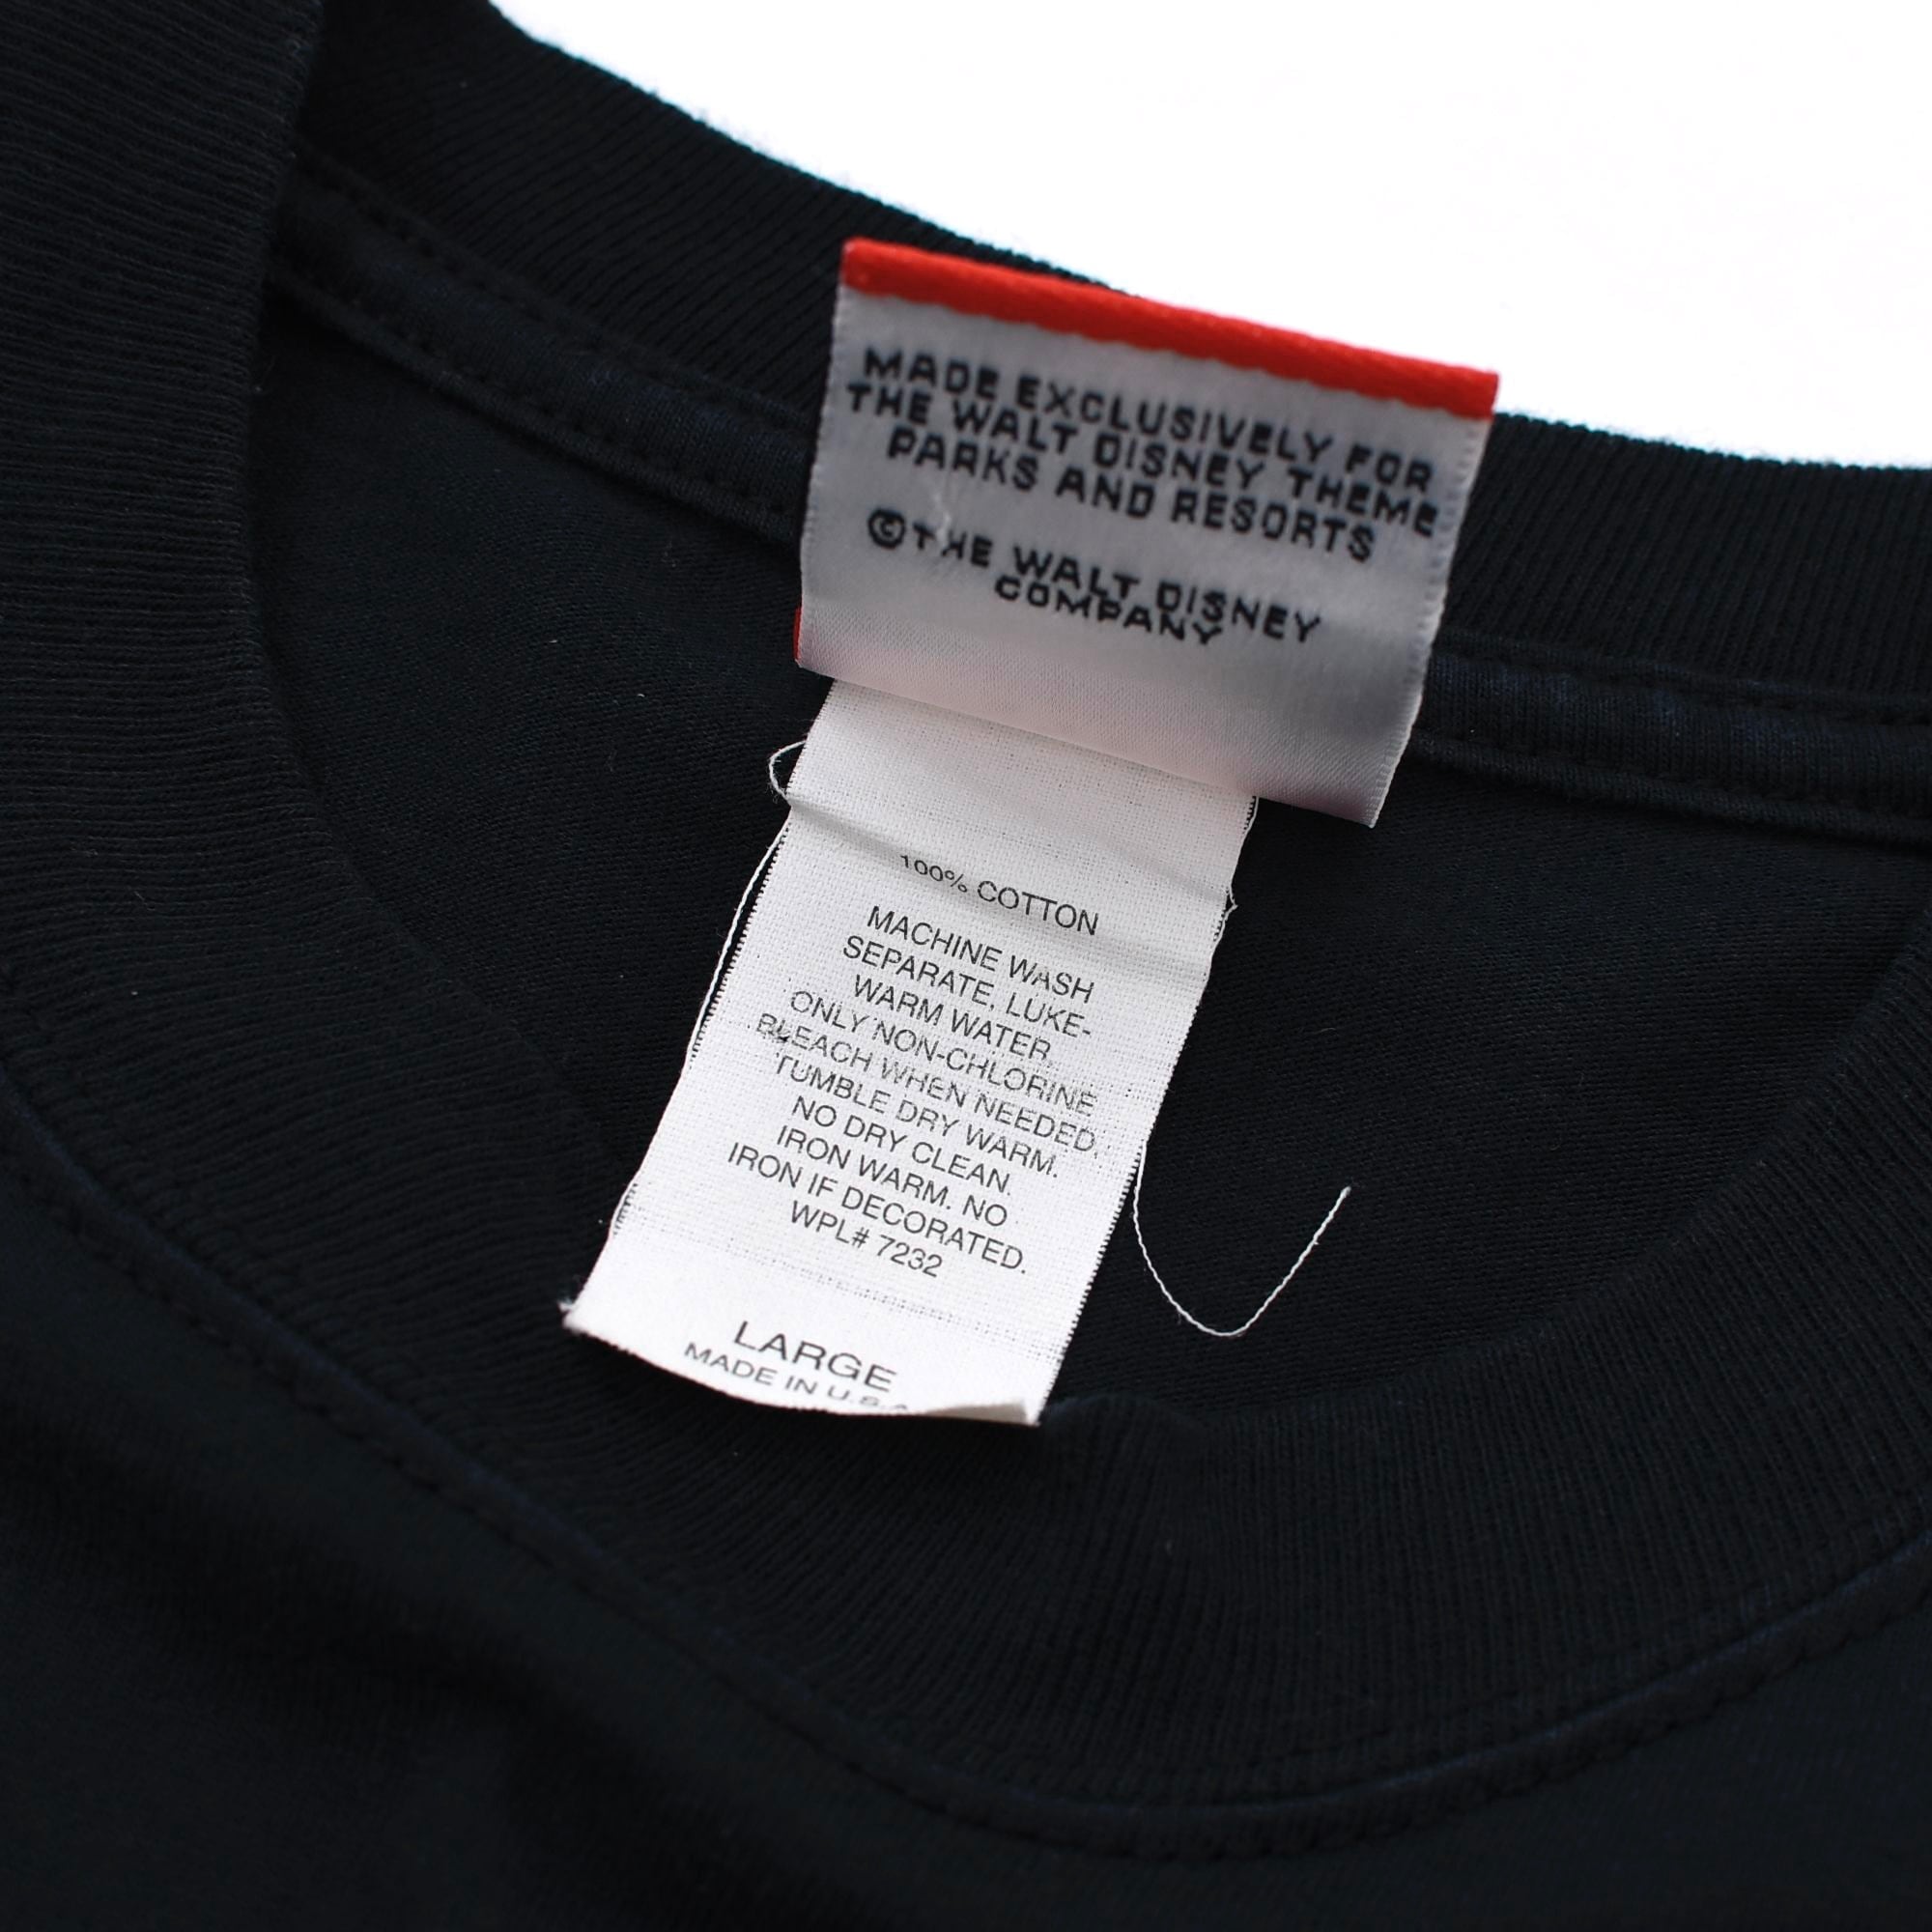 MADE EXCLUSIVELY FOR
THE WALT DISNEY THEME
PARKS AND RESORTS
©THE WALT DISNEY
COMPANY
100% COTTON
MACHINE WASH
SEPARATE, LUKE-
WARM WATER,
ONLY NON-CHLORINE
BLEACH WHEN NEEDED,
TUMBLE DRY WARM.
NO DRY CLEAN.
IRON WARM. NO
IRON IF DECORATED.
WPL# 7232
LARGE
MADE IN U.S.A